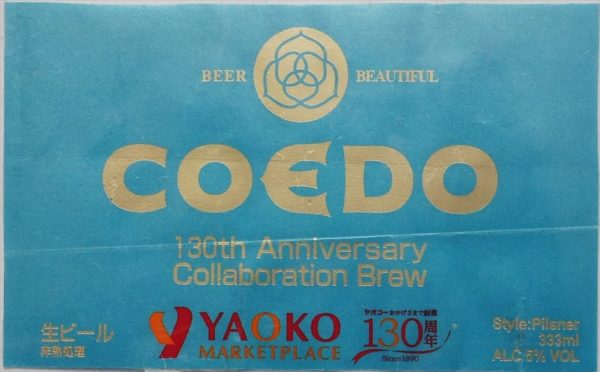 BEER BEAUTIFUL
COEDO
130th Anniversary
Collaboration Brew
生ビール
非熱処理
YAOKO
MARKETPLACE
ヤオコーおかげさまで創業
130周年
Since 1890
Style:Pilsner
333ml
ALC.5% VOL